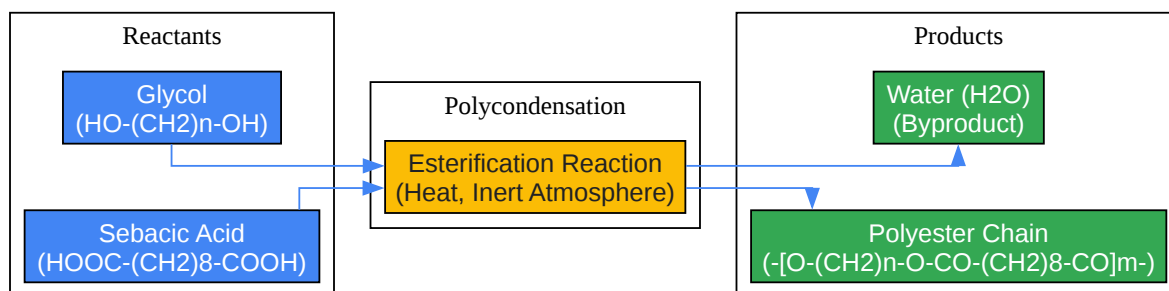 Reactants
Glycol
(HO-(CH2)n-OH)
Sebacic Acid
(HOOC-(CH2)8-COOH)
Polycondensation
Esterification Reaction
(Heat, Inert Atmosphere)
Products
Water (H2O)
(Byproduct)
Polyester Chain
(-[O-(CH2)n-O-CO-(CH2)8-CO]m-)